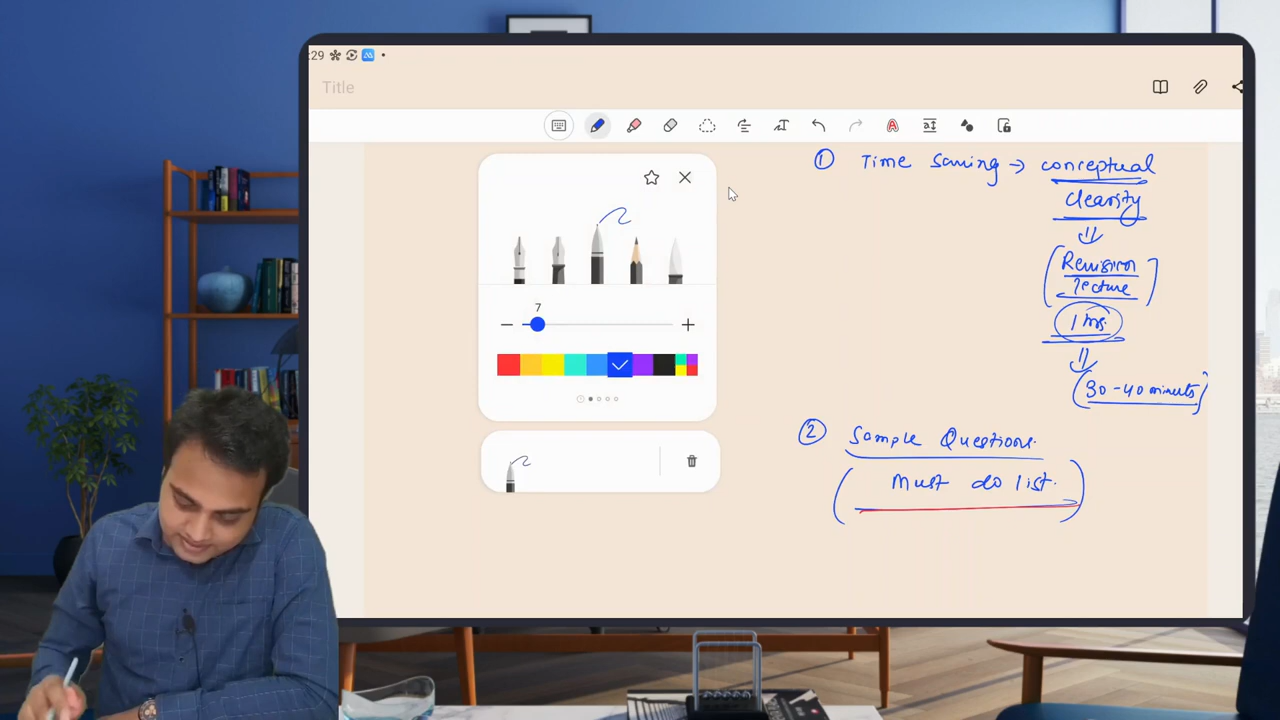 :29
Title
① Time Saving → conceptual
clearity
(Revision
lecture)
1 hrs.
(30-40 minutes)
7
② Sample Questions.
(Must do list.)